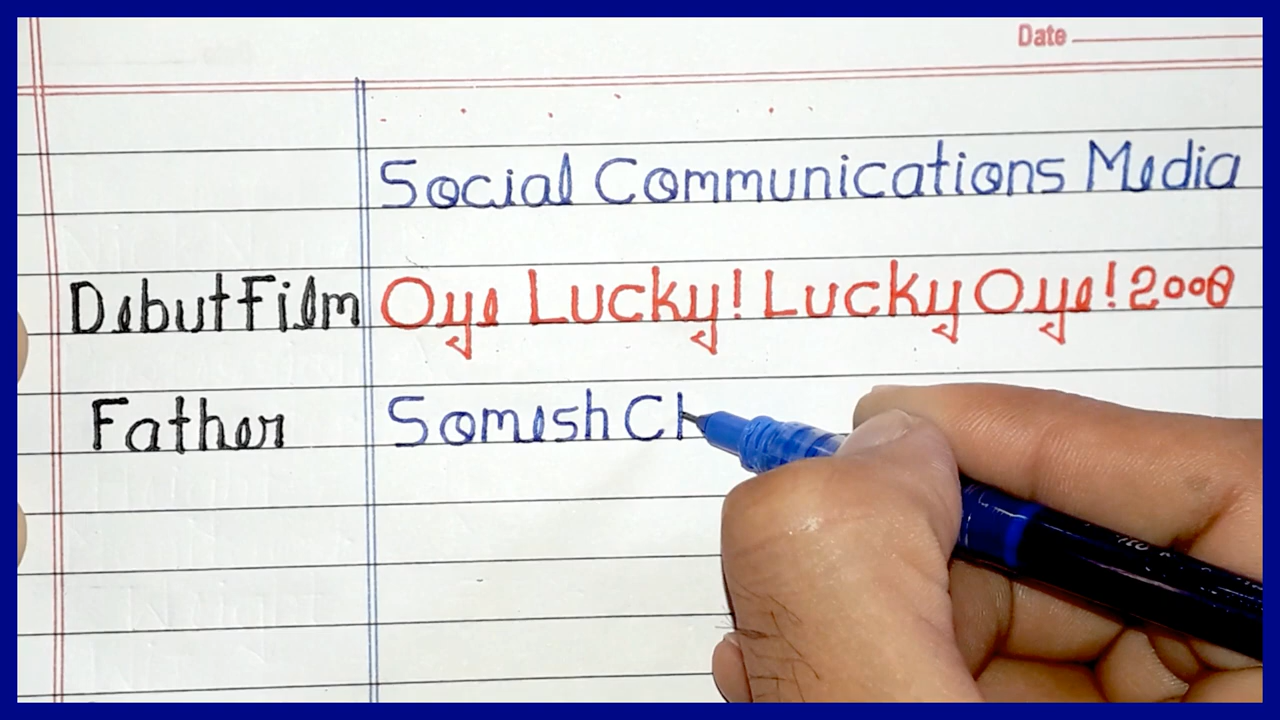 Date
Social Communications Media
Debut Film Oye Lucky! Lucky Oye! 2008
Father Somesh Ch